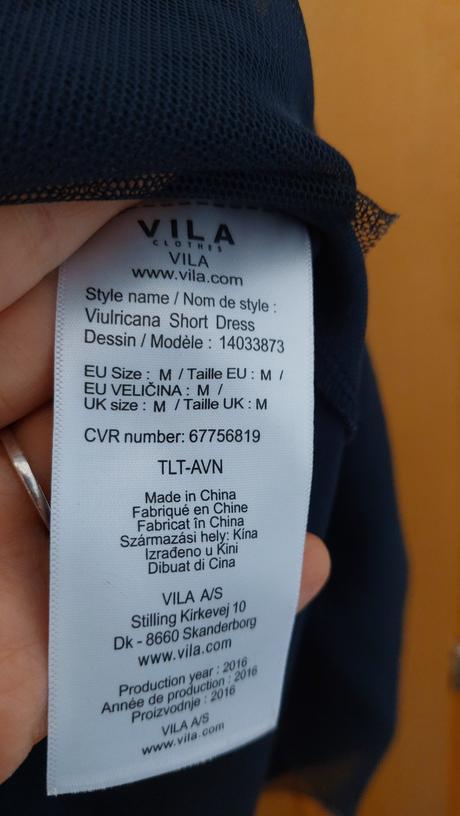 VILA
CLOTHES
VILA
www.vila.com
Style name / Nom de style :
Viulricana Short Dress
Dessin / Modèle : 14033873
EU Size : M / Taille EU : M /
EU VELIČINA : M /
UK size : M / Taille UK : M
CVR number: 67756819
TLT-AVN
Made in China
Fabriqué en Chine
Fabricat în China
Származási hely: Kína
Izrađeno u Kini
Dibuat di Cina
VILA A/S
Stilling Kirkevej 10
Dk - 8660 Skanderborg
www.vila.com
Production year : 2016
Année de production : 2016
Proizvodnje : 2016
VILA A/S
www.vila.com